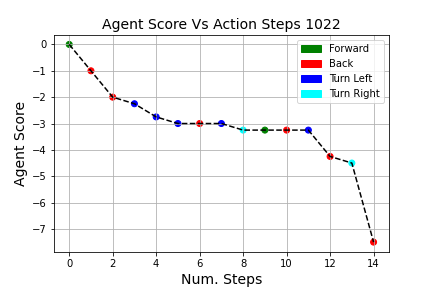 Agent Score Vs Action Steps 1022
Forward
Back
Turn Left
Turn Right
0
−1
−2
−3
−4
−5
−6
−7
Agent Score
0 2 4 6 8 10 12 14
Num. Steps